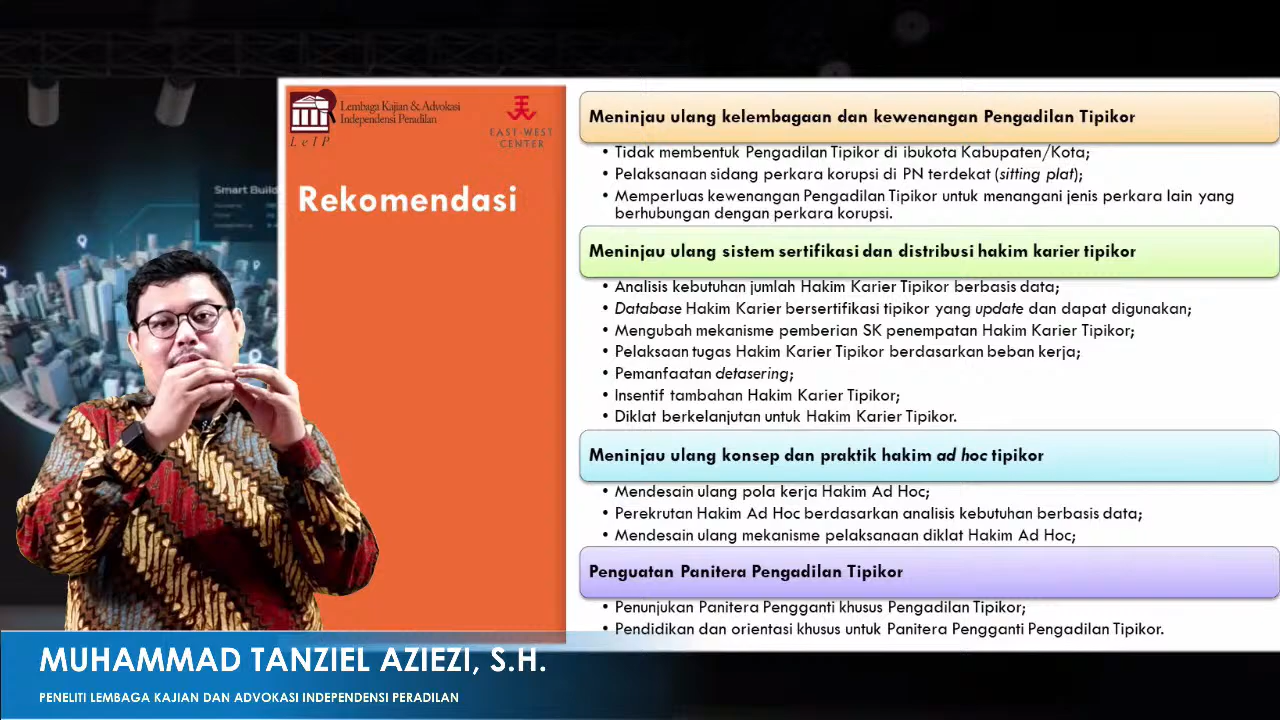 Lembaga Kajian & Advokasi
Independensi Peradilan
LeIP
EAST-WEST
CENTER
Smart Build
Rekomendasi
Meninjau ulang kelembagaan dan kewenangan Pengadilan Tipikor
• Tidak membentuk Pengadilan Tipikor di ibukota Kabupaten/Kota;
• Pelaksanaan sidang perkara korupsi di PN terdekat (sitting plat);
• Memperluas kewenangan Pengadilan Tipikor untuk menangani jenis perkara lain yang
berhubungan dengan perkara korupsi.
Meninjau ulang sistem sertifikasi dan distribusi hakim karier tipikor
• Analisis kebutuhan jumlah Hakim Karier Tipikor berbasis data;
• Database Hakim Karier bersertifikasi tipikor yang update dan dapat digunakan;
• Mengubah mekanisme pemberian SK penempatan Hakim Karier Tipikor;
• Pelaksaan tugas Hakim Karier Tipikor berdasarkan beban kerja;
• Pemanfaatan detasering;
• Insentif tambahan Hakim Karier Tipikor;
• Diklat berkelanjutan untuk Hakim Karier Tipikor.
Meninjau ulang konsep dan praktik hakim ad hoc tipikor
• Mendesain ulang pola kerja Hakim Ad Hoc;
• Perekrutan Hakim Ad Hoc berdasarkan analisis kebutuhan berbasis data;
• Mendesain ulang mekanisme pelaksanaan diklat Hakim Ad Hoc;
Penguatan Panitera Pengadilan Tipikor
• Penunjukan Panitera Pengganti khusus Pengadilan Tipikor;
• Pendidikan dan orientasi khusus untuk Panitera Pengganti Pengadilan Tipikor.
MUHAMMAD TANZIEL AZIEZI, S.H.
PENELITI LEMBAGA KAJIAN DAN ADVOKASI INDEPENDENSI PERADILAN